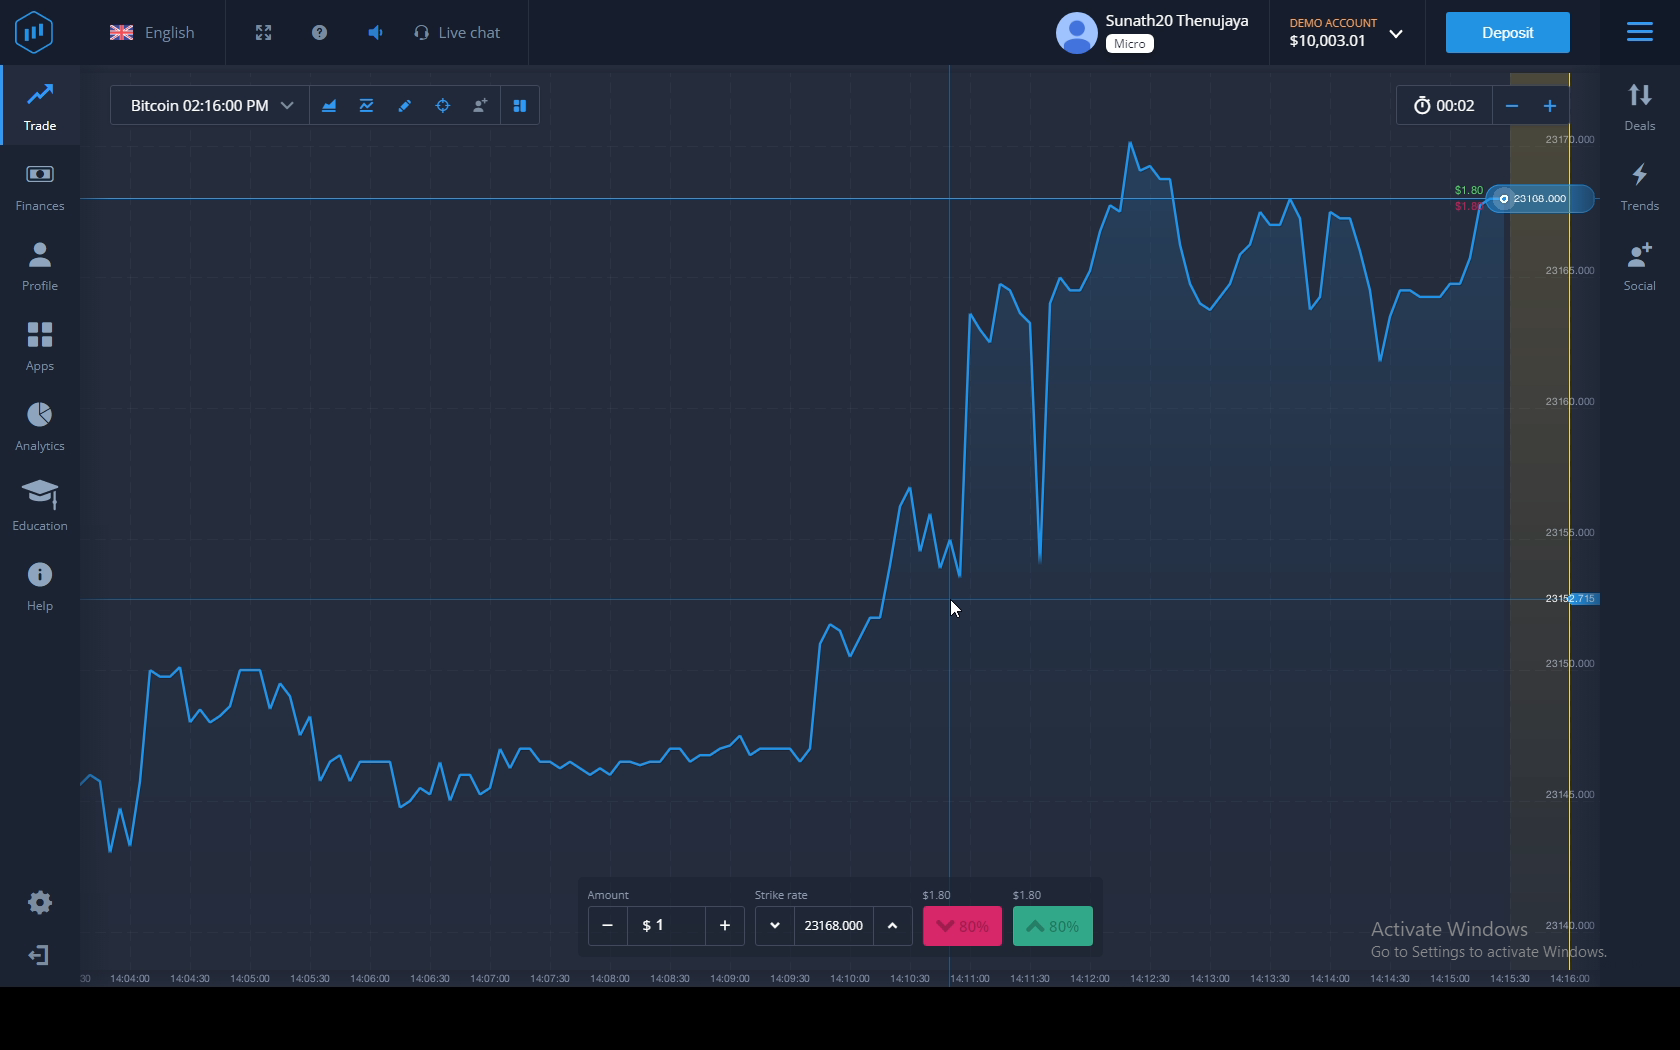 English
Live chat
Sunath20 Thenujaya
Micro
DEMO ACCOUNT
$10,003.01
Deposit
Trade
Finances
Profile
Apps
Analytics
Education
Help
Bitcoin 02:16:00 PM
00:02
Deals
Trends
Social
23170.000
$1.80
$1.80
23168.000
23165.000
23160.000
23155.000
23152.715
23150.000
23145.000
23140.000
Amount
Strike rate
$1.80
$1.80
$ 1
23168.000
80%
80%
Activate Windows
Go to Settings to activate Windows.
:30 14:04:00 14:04:30 14:05:00 14:05:30 14:06:00 14:06:30 14:07:00 14:07:30 14:08:00 14:08:30 14:09:00 14:09:30 14:10:00 14:10:30 14:11:00 14:11:30 14:12:00 14:12:30 14:13:00 14:13:30 14:14:00 14:14:30 14:15:00 14:15:30 14:16:00